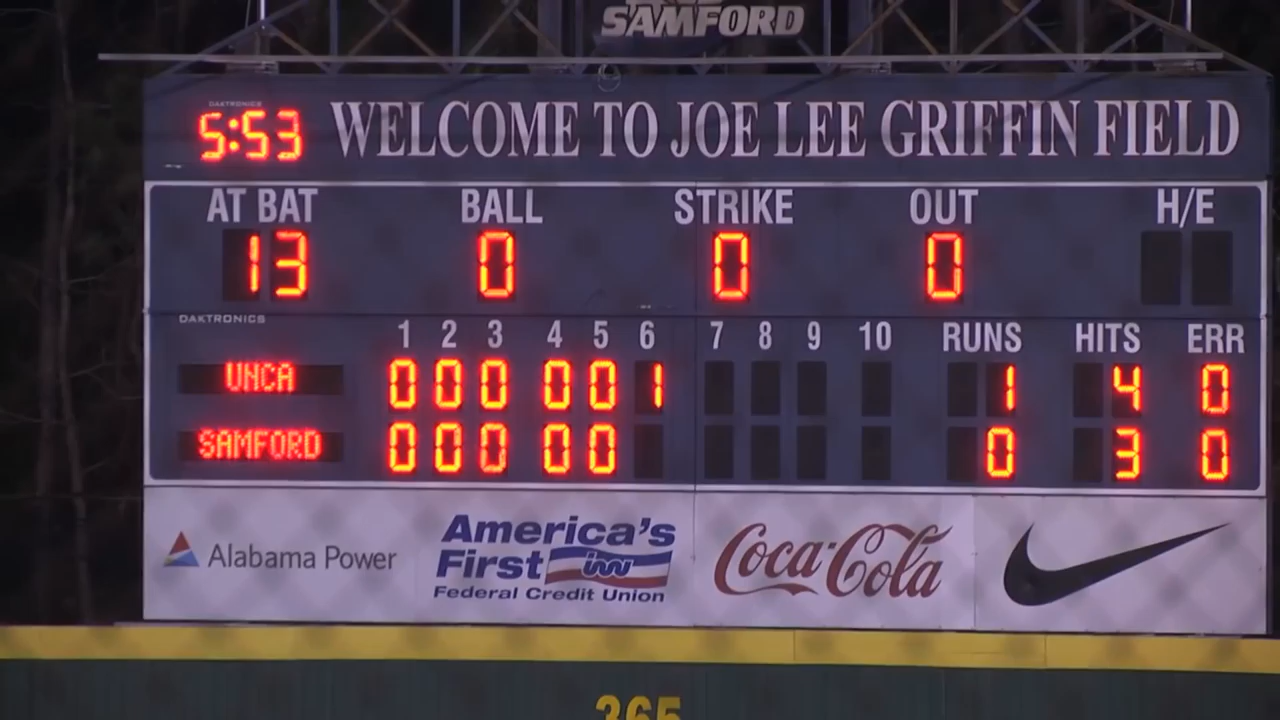 SAMFORD
DAKTRONICS
5:53 WELCOME TO JOE LEE GRIFFIN FIELD
AT BAT BALL STRIKE OUT H/E
13 0 0 0
DAKTRONICS
1 2 3 4 5 6 7 8 9 10 RUNS HITS ERR
UNCA 0 0 0 0 0 1 1 4 0
SAMFORD 0 0 0 0 0 0 3 0
Alabama Power
America's
First
Federal Credit Union
Coca-Cola
365